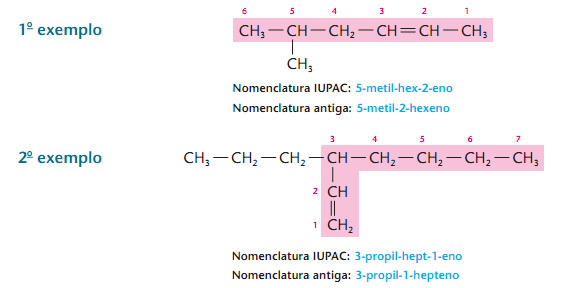 6 5 4 3 2 1
1º exemplo CH₃—CH—CH₂—CH=CH—CH₃
|
CH₃
Nomenclatura IUPAC: 5-metil-hex-2-eno
Nomenclatura antiga: 5-metil-2-hexeno
3 4 5 6 7
2º exemplo CH₃—CH₂—CH₂—CH—CH₂—CH₂—CH₂—CH₃
|
2 CH
||
1 CH₂
Nomenclatura IUPAC: 3-propil-hept-1-eno
Nomenclatura antiga: 3-propil-1-hepteno